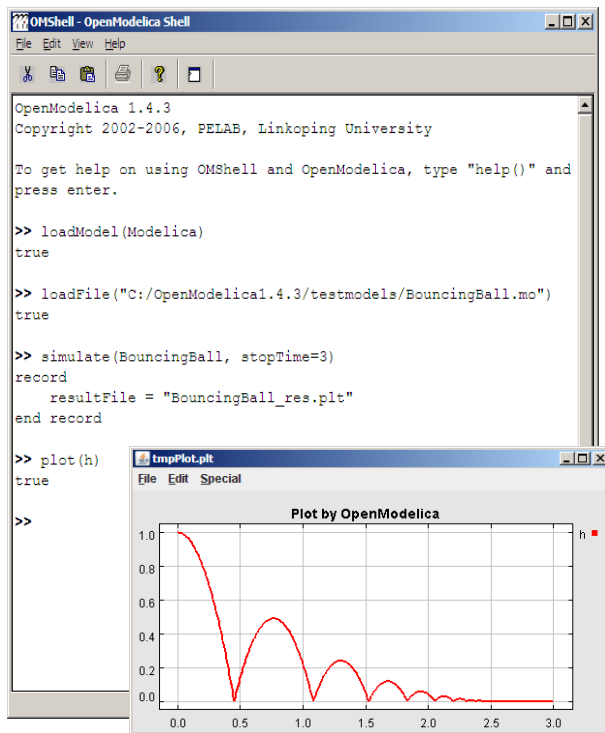 OMShell - OpenModelica Shell
File Edit View Help
OpenModelica 1.4.3
Copyright 2002-2006, PELAB, Linkoping University
To get help on using OMShell and OpenModelica, type "help()" and
press enter.
>> loadModel(Modelica)
true
>> loadFile("C:/OpenModelica1.4.3/testmodels/BouncingBall.mo")
true
>> simulate(BouncingBall, stopTime=3)
record
resultFile = "BouncingBall_res.plt"
end record
>> plot(h)
true
>>
tmpPlot.plt
File Edit Special
Plot by OpenModelica
h
1.0
0.8
0.6
0.4
0.2
0.0
0.0 0.5 1.0 1.5 2.0 2.5 3.0